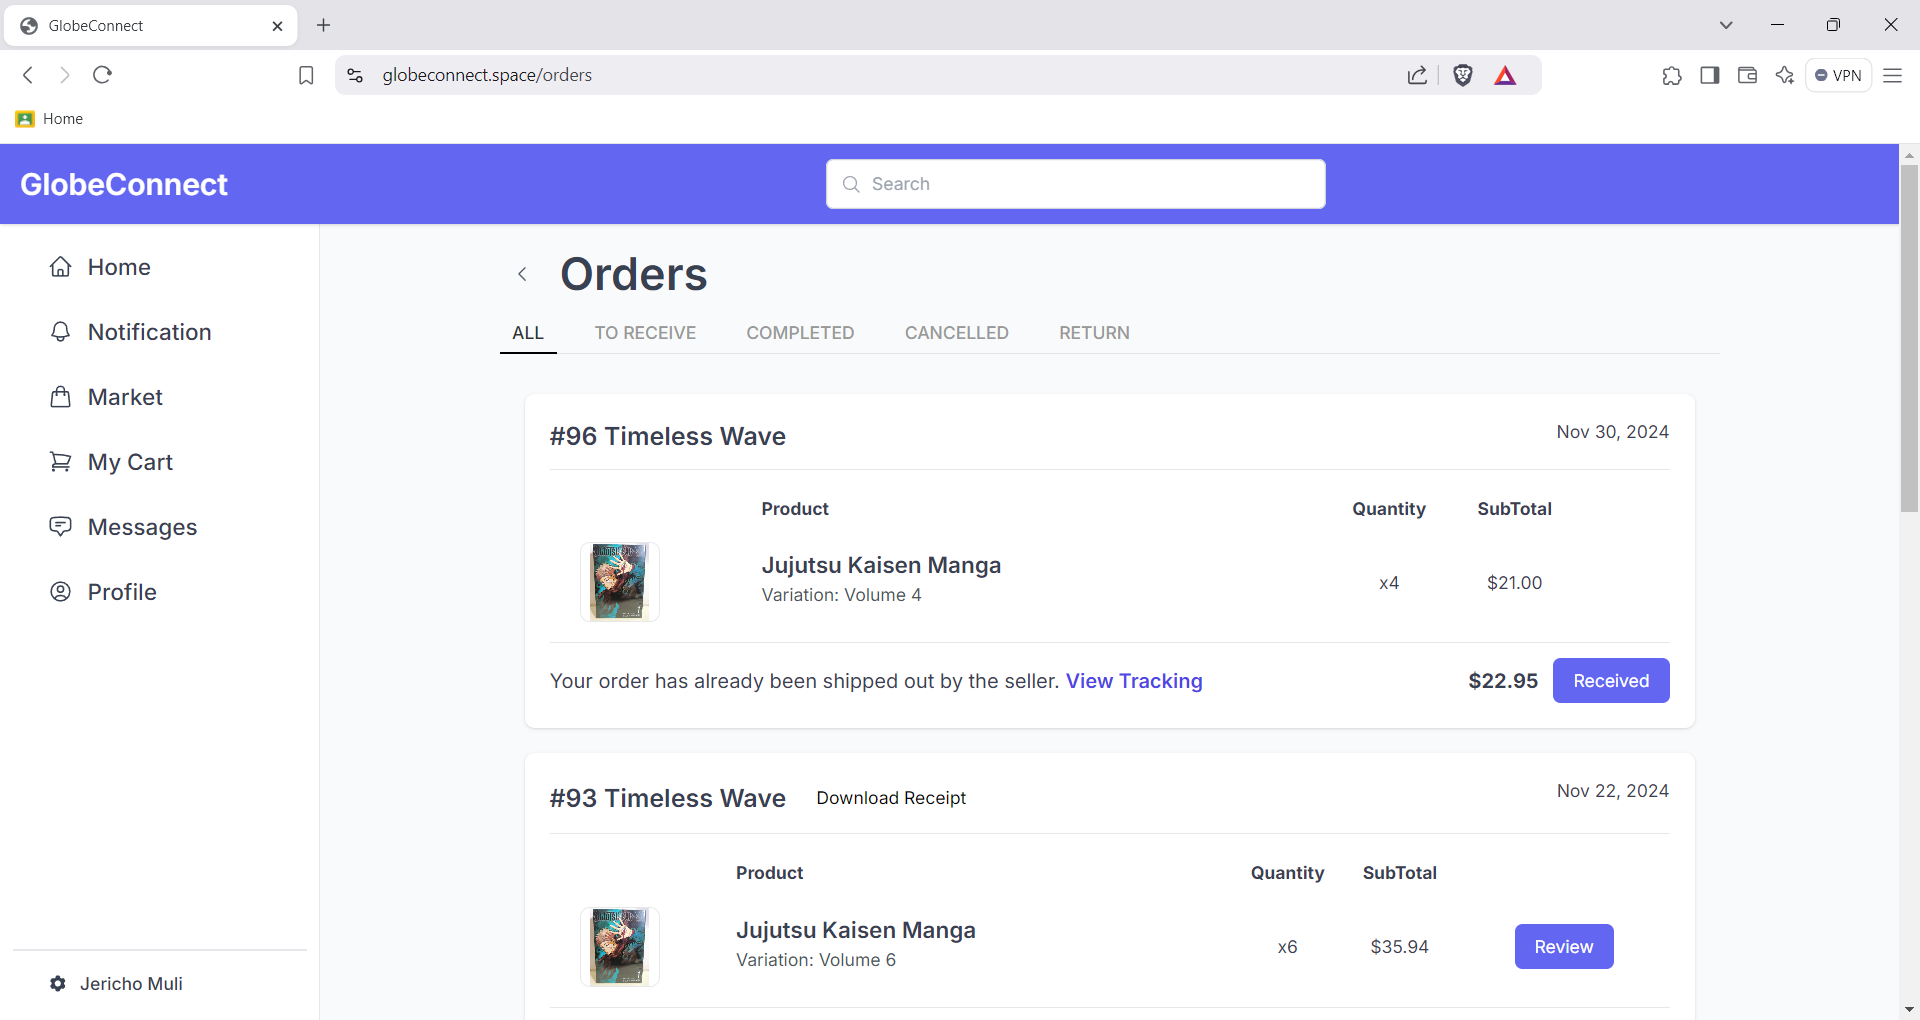 GlobeConnect
globeconnect.space/orders
VPN
Home
GlobeConnect
Search
Home
Notification
Market
My Cart
Messages
Profile
Jericho Muli
Orders
ALL TO RECEIVE COMPLETED CANCELLED RETURN
#96 Timeless Wave Nov 30, 2024
Product Quantity SubTotal
Jujutsu Kaisen Manga
Variation: Volume 4 x4 $21.00
Your order has already been shipped out by the seller. View Tracking $22.95 Received
#93 Timeless Wave Download Receipt Nov 22, 2024
Product Quantity SubTotal
Jujutsu Kaisen Manga
Variation: Volume 6 x6 $35.94 Review